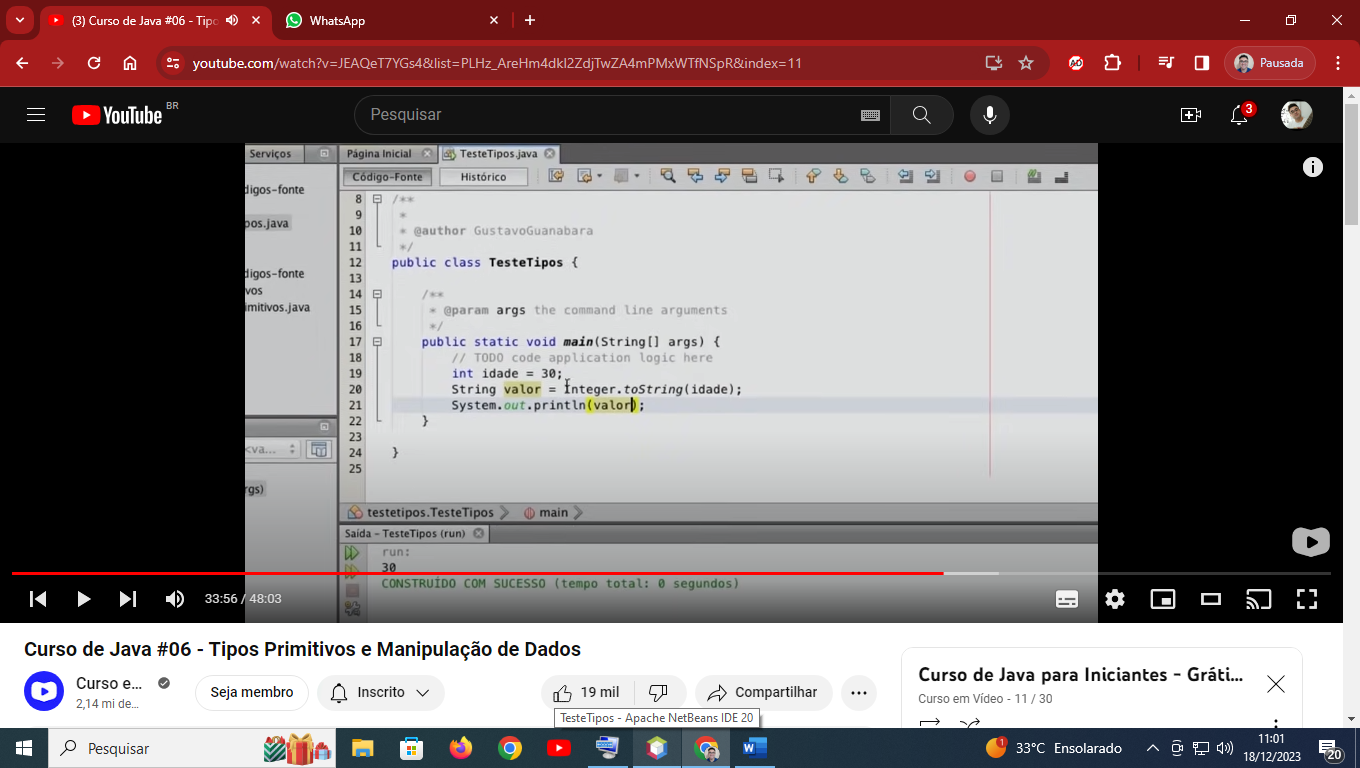 (3) Curso de Java #06 - Tipo
WhatsApp
youtube.com/watch?v=JEAQeT7YGs4&list=PLHz_AreHm4dkI2ZdjTwZA4mPMxWTfNSpR&index=11
Pausada
YouTube BR
Pesquisar
3
Serviços
Página Inicial
TesteTipos.java
Código-Fonte
Histórico
digos-fonte
pos.java
digos-fonte
vos
imitivos.java
<va...
rgs)
8 /**
9 *
10 * @author GustavoGuanabara
11 */
12 public class TesteTipos {
13
14 /**
15 * @param args the command line arguments
16 */
17 public static void main(String[] args) {
18 // TODO code application logic here
19 int idade = 30;
20 String valor = Integer.toString(idade);
21 System.out.println(valor);
22 }
23
24 }
25
testetipos.TesteTipos
main
Saída - TesteTipos (run)
run:
30
CONSTRUÍDO COM SUCESSO (tempo total: 0 segundos)
33:56 / 48:03
Curso de Java #06 - Tipos Primitivos e Manipulação de Dados
Curso e...
2,14 mi de...
Seja membro
Inscrito
19 mil
Compartilhar
Curso de Java para Iniciantes - Gráti...
Curso em Vídeo - 11 / 30
TesteTipos - Apache NetBeans IDE 20
Pesquisar
1
33°C Ensolarado
11:01
18/12/2023
20